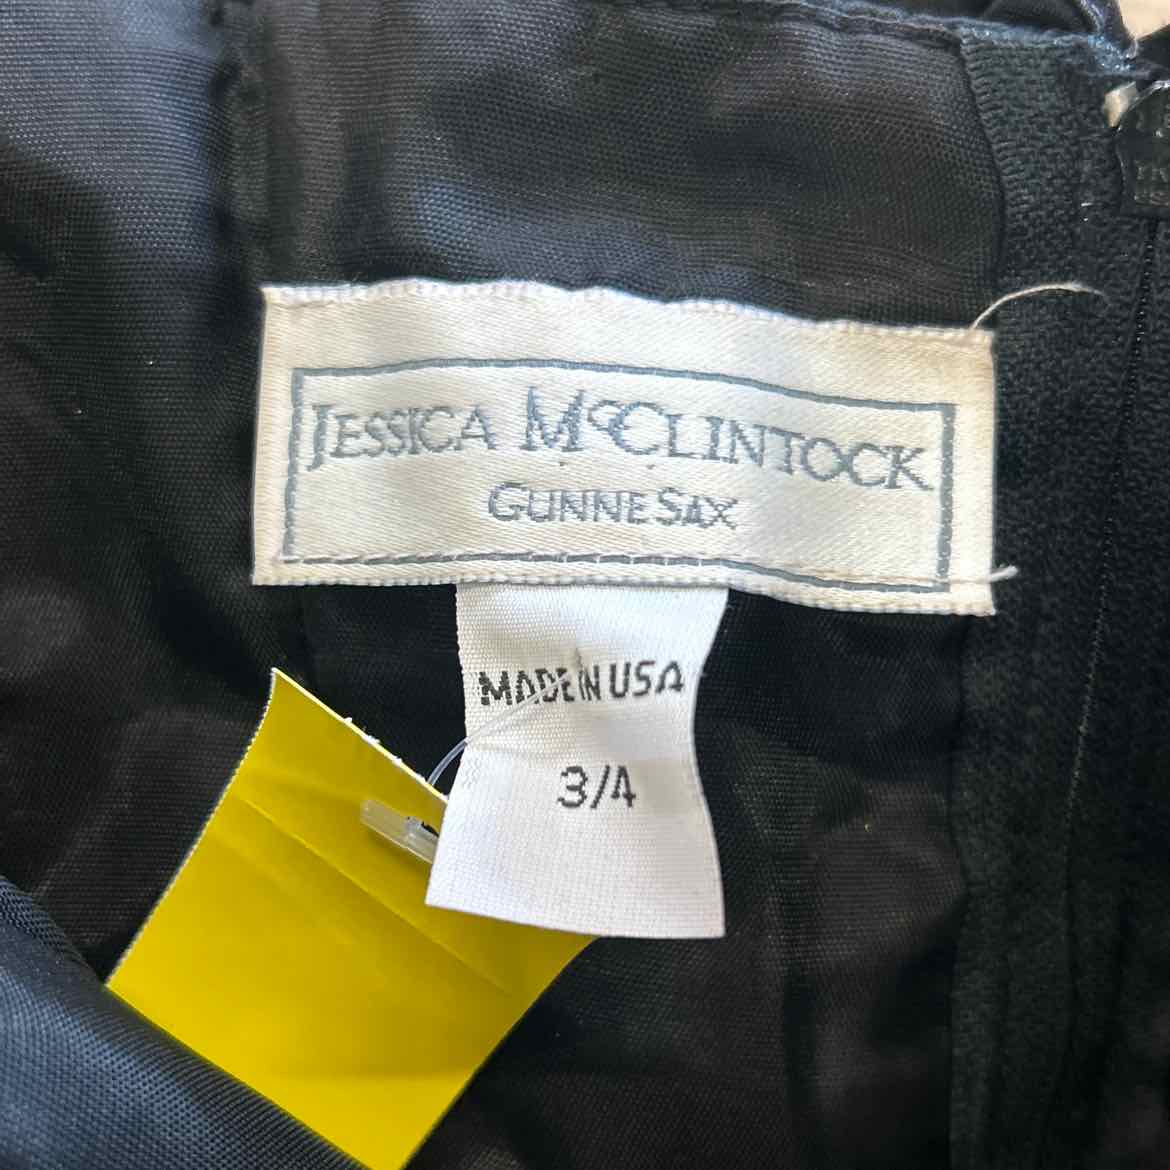 JESSICA McCLINTOCK
GUNNE SAX
MADE IN USA
3/4